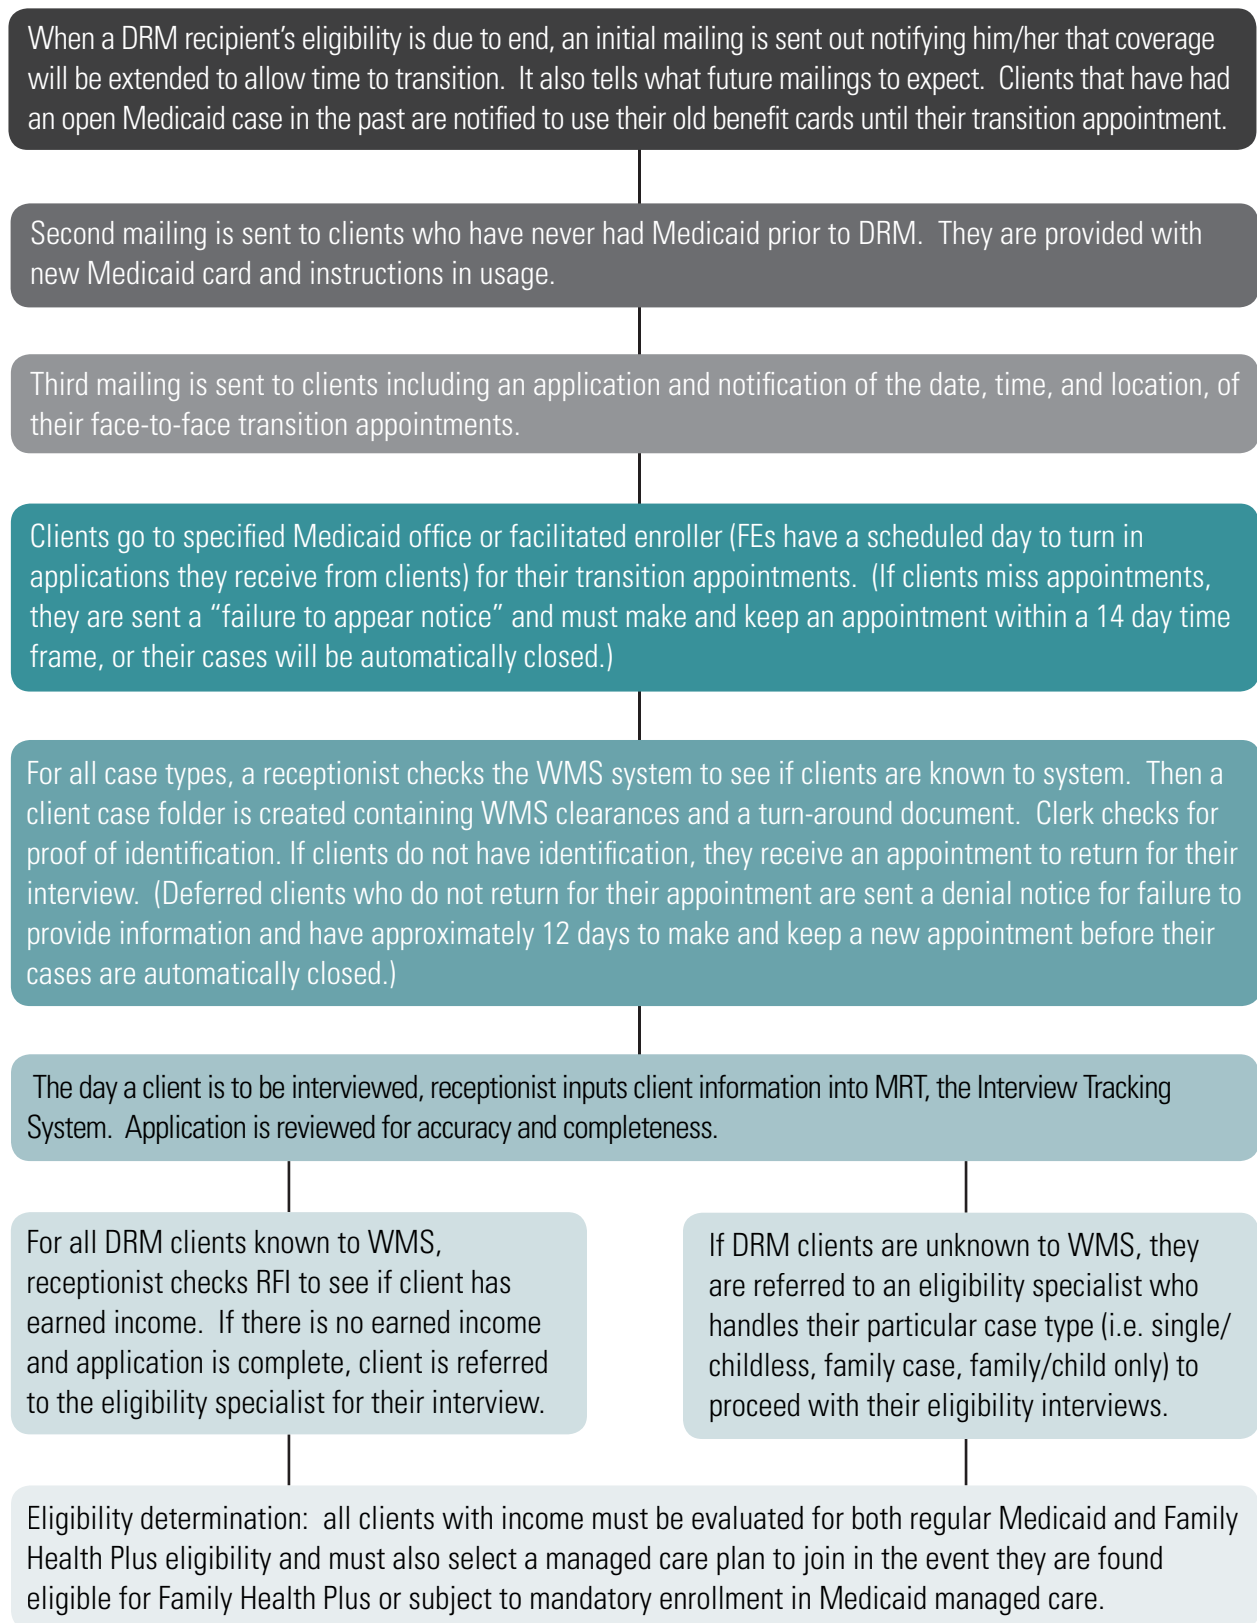 When a DRM recipient’s eligibility is due to end, an initial mailing is sent out notifying him/her that coverage
will be extended to allow time to transition.  It also tells what future mailings to expect.  Clients that have had
an open Medicaid case in the past are notified to use their old benefit cards until their transition appointment.
Second mailing is sent to clients who have never had Medicaid prior to DRM.  They are provided with
new Medicaid card and instructions in usage.
Third mailing is sent to clients including an application and notification of the date, time, and location, of
their face-to-face transition appointments.
Clients go to specified Medicaid office or facilitated enroller (FEs have a scheduled day to turn in
applications they receive from clients) for their transition appointments.  (If clients miss appointments,
they are sent a “failure to appear notice” and must make and keep an appointment within a 14 day time
frame, or their cases will be automatically closed.)
For all case types, a receptionist checks the WMS system to see if clients are known to system.  Then a
client case folder is created containing WMS clearances and a turn-around document.  Clerk checks for
proof of identification. If clients do not have identification, they receive an appointment to return for their
interview.  (Deferred clients who do not return for their appointment are sent a denial notice for failure to
provide information and have approximately 12 days to make and keep a new appointment before their
cases are automatically closed.)
The day a client is to be interviewed, receptionist inputs client information into MRT, the Interview Tracking
System.  Application is reviewed for accuracy and completeness.
For all DRM clients known to WMS,
receptionist checks RFI to see if client has
earned income.  If there is no earned income
and application is complete, client is referred
to the eligibility specialist for their interview.
If DRM clients are unknown to WMS, they
are referred to an eligibility specialist who
handles their particular case type (i.e. single/
childless, family case, family/child only) to
proceed with their eligibility interviews.
Eligibility determination:  all clients with income must be evaluated for both regular Medicaid and Family
Health Plus eligibility and must also select a managed care plan to join in the event they are found
eligible for Family Health Plus or subject to mandatory enrollment in Medicaid managed care.